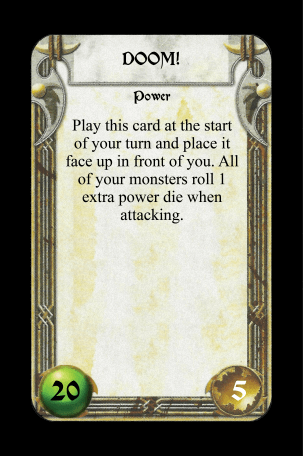 DOOM!
Power
Play this card at the start
of your turn and place it
face up in front of you. All
of your monsters roll 1
extra power die when
attacking.
20
5